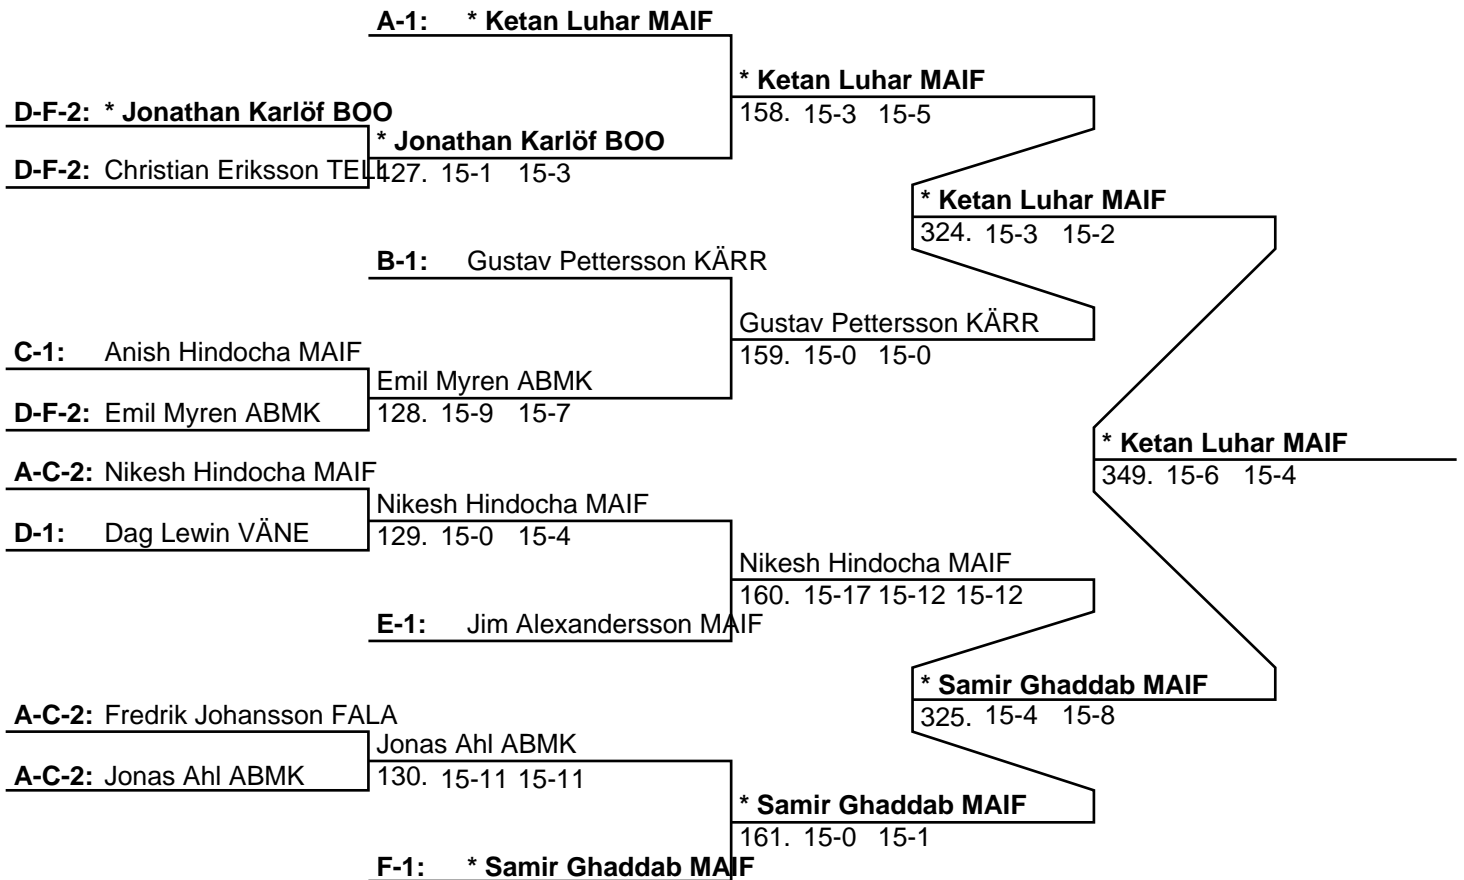 A-1: * Ketan Luhar MAIF
* Ketan Luhar MAIF
158. 15-3 15-5
D-F-2: * Jonathan Karlöf BOO
* Jonathan Karlöf BOO
127. 15-1 15-3
D-F-2: Christian Eriksson TELL
* Ketan Luhar MAIF
324. 15-3 15-2
B-1: Gustav Pettersson KÄRR
Gustav Pettersson KÄRR
159. 15-0 15-0
C-1: Anish Hindocha MAIF
Emil Myren ABMK
128. 15-9 15-7
D-F-2: Emil Myren ABMK
* Ketan Luhar MAIF
349. 15-6 15-4
A-C-2: Nikesh Hindocha MAIF
Nikesh Hindocha MAIF
129. 15-0 15-4
D-1: Dag Lewin VÄNE
Nikesh Hindocha MAIF
160. 15-17 15-12 15-12
E-1: Jim Alexandersson MAIF
* Samir Ghaddab MAIF
325. 15-4 15-8
A-C-2: Fredrik Johansson FALA
Jonas Ahl ABMK
130. 15-11 15-11
A-C-2: Jonas Ahl ABMK
* Samir Ghaddab MAIF
161. 15-0 15-1
F-1: * Samir Ghaddab MAIF